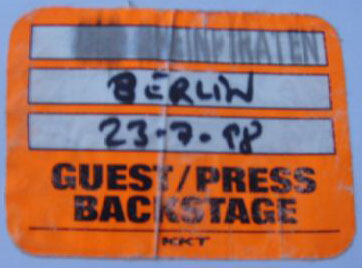 BERLIN
23-7-98
GUEST/PRESS
BACKSTAGE
KKT